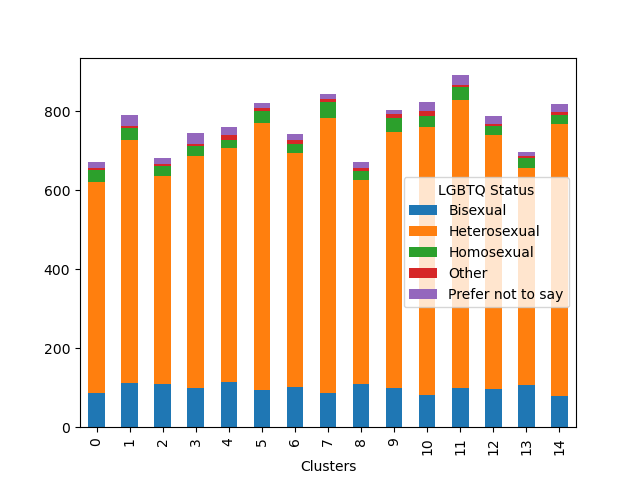 800
600
400
200
0
LGBTQ Status
Bisexual
Heterosexual
Homosexual
Other
Prefer not to say
0 1 2 3 4 5 6 7 8 9 10 11 12 13 14
Clusters